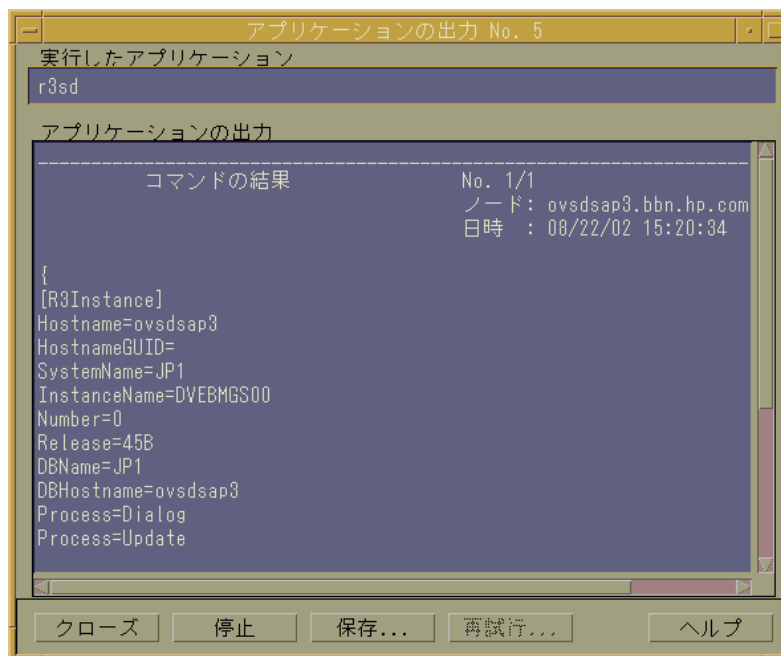 アプリケーションの出力 No. 5
実行したアプリケーション
r3sd
アプリケーションの出力
コマンドの結果 No. 1/1
ノード: ovsdsap3.bbn.hp.com
日時 : 08/22/02 15:20:34
{
[R3Instance]
Hostname=ovsdsap3
HostnameGUID=
SystemName=JP1
InstanceName=DVEBMGS00
Number=0
Release=45B
DBName=JP1
DBHostname=ovsdsap3
Process=Dialog
Process=Update
クローズ 停止 保存... 再試行... ヘルプ